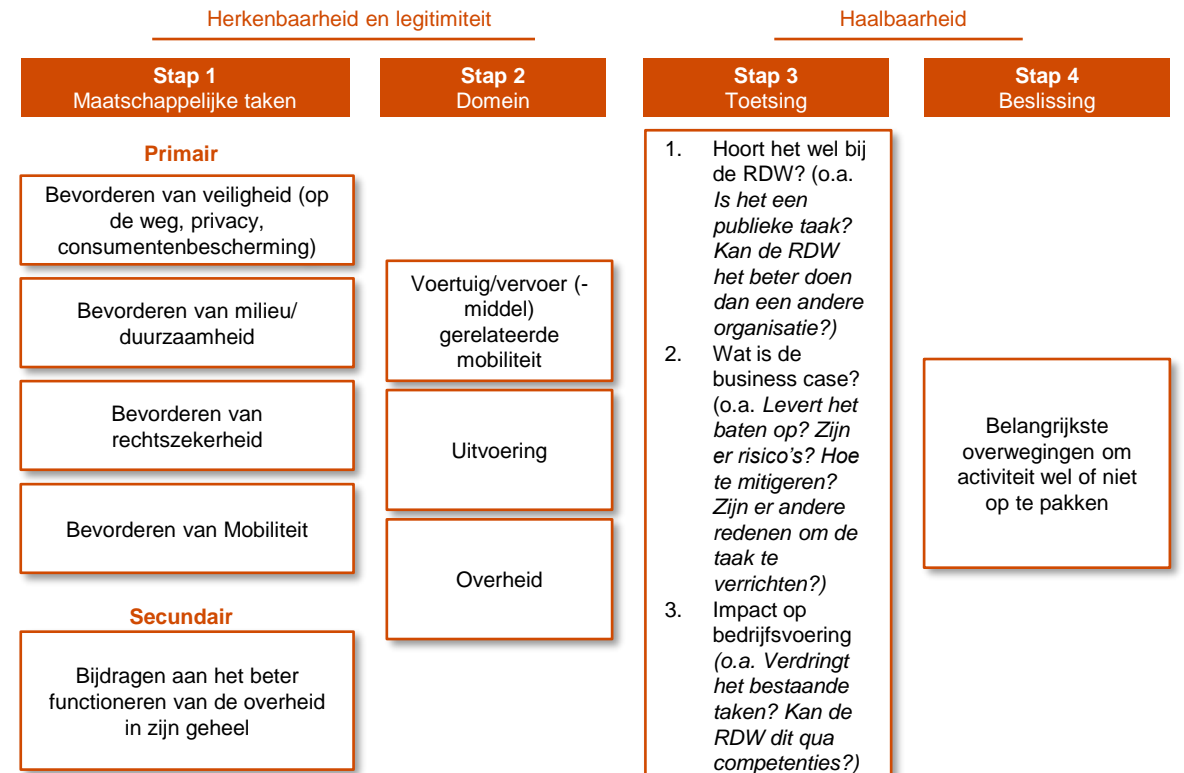 Herkenbaarheid en legitimiteit
Haalbaarheid
Stap 1
Maatschappelijke taken
Primair
Bevorderen van veiligheid (op
de weg, privacy,
consumentenbescherming)
Bevorderen van milieu/
duurzaamheid
Bevorderen van
rechtszekerheid
Bevorderen van Mobiliteit
Secundair
Bijdragen aan het beter
functioneren van de overheid
in zijn geheel
Stap 2
Domein
Voertuig/vervoer (-
middel)
gerelateerde
mobiliteit
Uitvoering
Overheid
Stap 3
Toetsing
1. Hoort het wel bij
de RDW? (o.a.
Is het een
publieke taak?
Kan de RDW
het beter doen
dan een andere
organisatie?)
2. Wat is de
business case?
(o.a. Levert het
baten op? Zijn
er risico's? Hoe
te mitigeren?
Zijn er andere
redenen om de
taak te
verrichten?)
3. Impact op
bedrijfsvoering
(o.a. Verdringt
het bestaande
taken? Kan de
RDW dit qua
competenties?)
Stap 4
Beslissing
Belangrijkste
overwegingen om
activiteit wel of niet
op te pakken